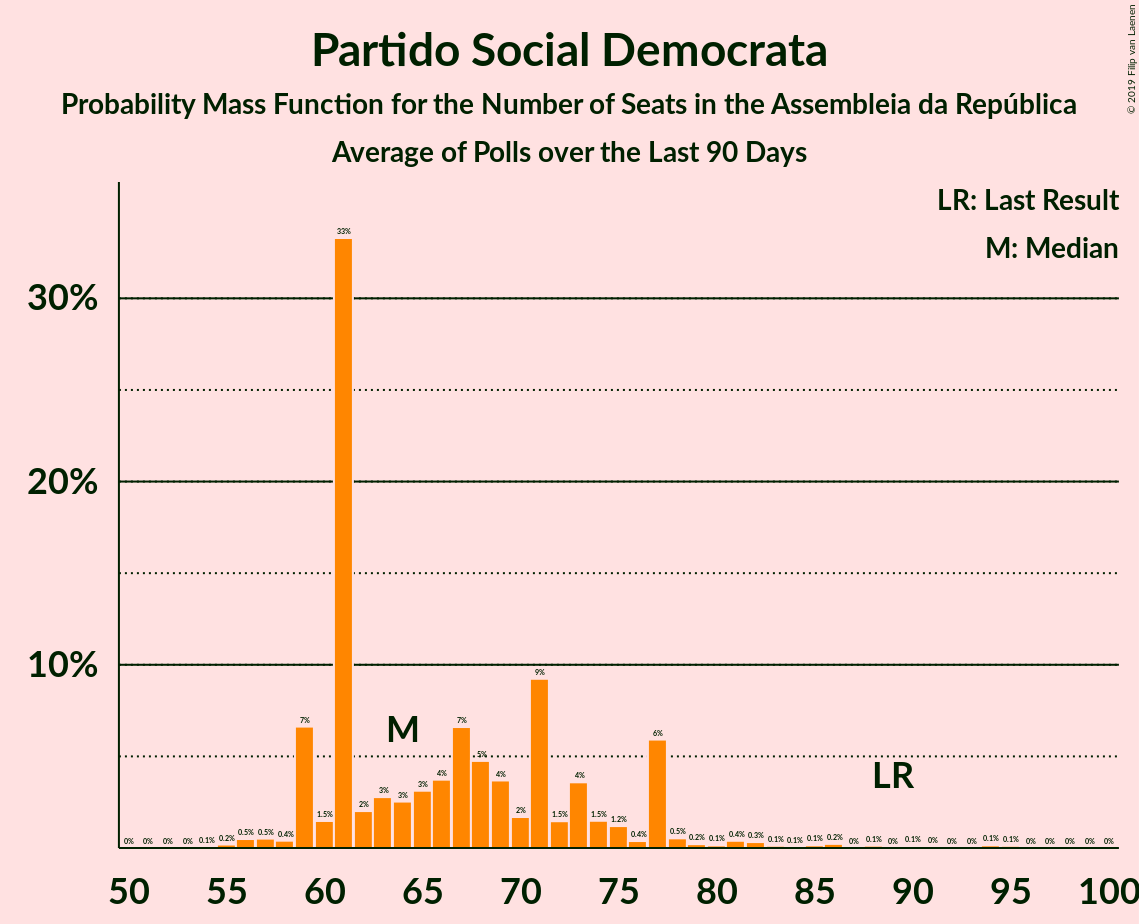 Partido Social Democrata
Probability Mass Function for the Number of Seats in the Assembleia da República
Average of Polls over the Last 90 Days
© 2019 Filip van Laenen
LR: Last Result
M: Median
30%
20%
10%
33%
M
LR
0% 0% 0% 0% 0.1% 0.2% 0.5% 0.5% 0.4% 7% 1.5% 2% 3% 3% 3% 4% 7% 5% 4% 2% 9% 1.5% 4% 1.5% 1.2% 0.4% 6% 0.5% 0.2% 0.1% 0.4% 0.3% 0.1% 0.1% 0.1% 0.2% 0% 0.1% 0% 0.1% 0% 0% 0% 0.1% 0.1% 0% 0% 0% 0% 0%
50 55 60 65 70 75 80 85 90 95 100